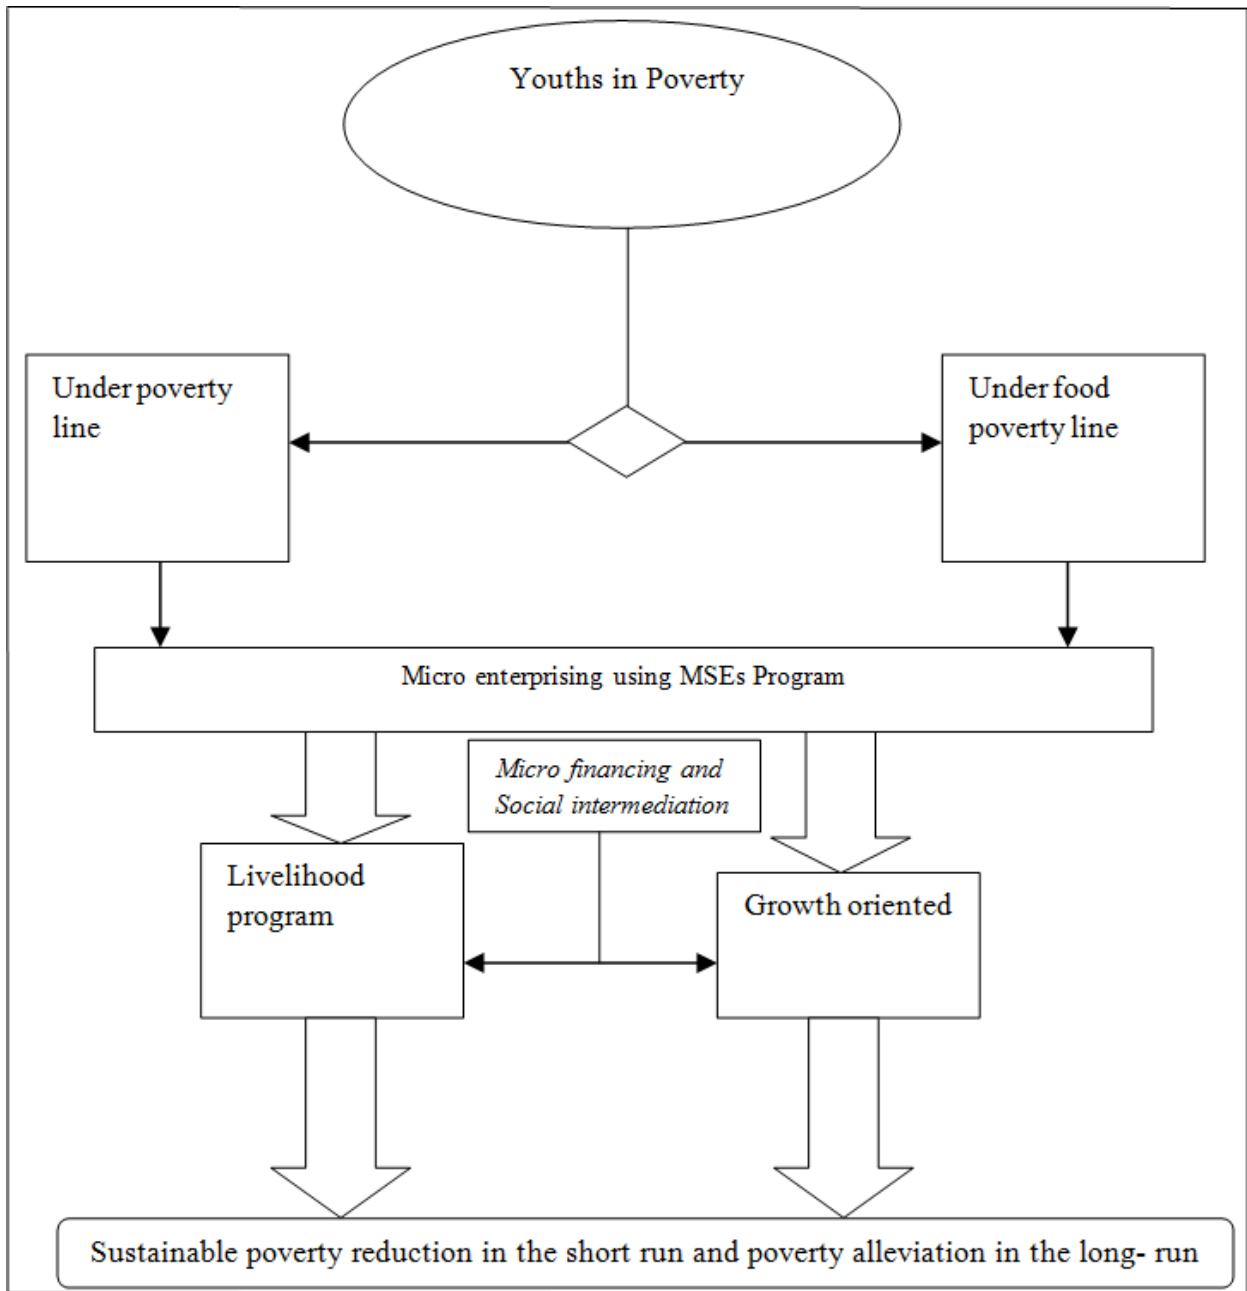 Youths in Poverty
Under poverty
line
Under food
poverty line
Micro enterprising using MSEs Program
Micro financing and
Social intermediation
Livelihood
program
Growth oriented
Sustainable poverty reduction in the short run and poverty alleviation in the long- run